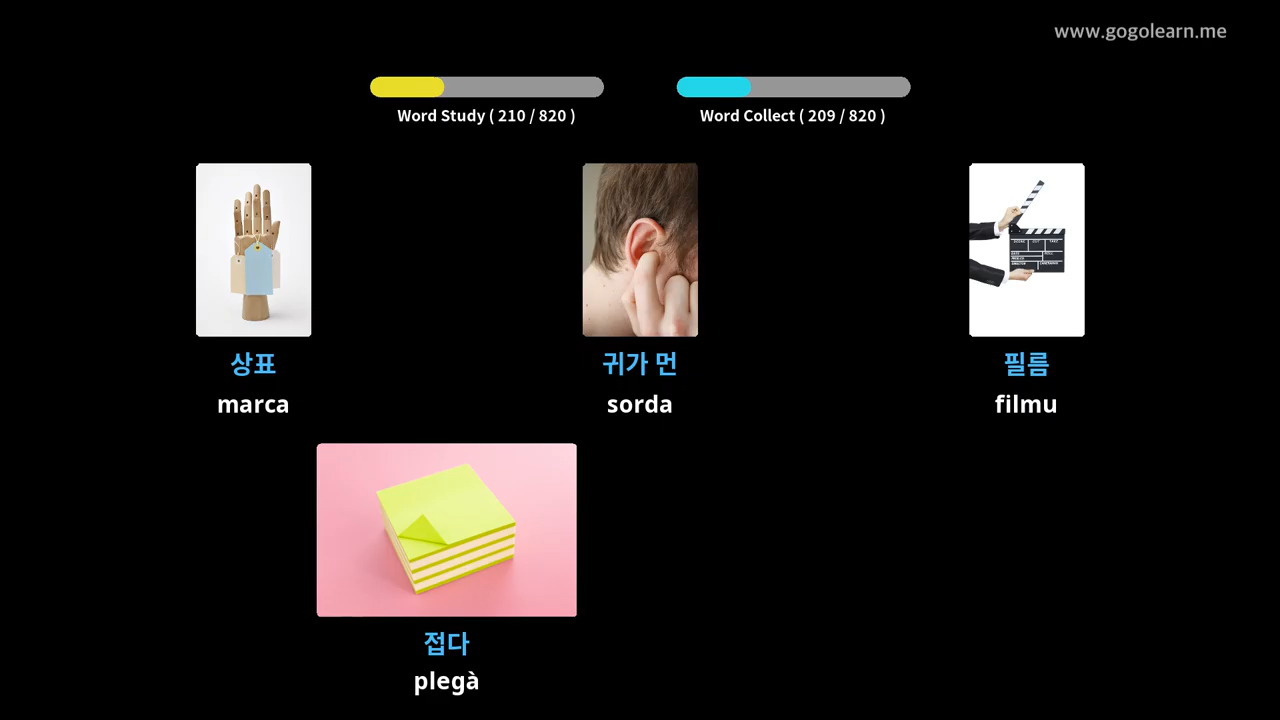 www.gogolearn.me
Word Study ( 210 / 820 )
Word Collect ( 209 / 820 )
상표
marca
귀가 먼
sorda
필름
filmu
접다
plegà